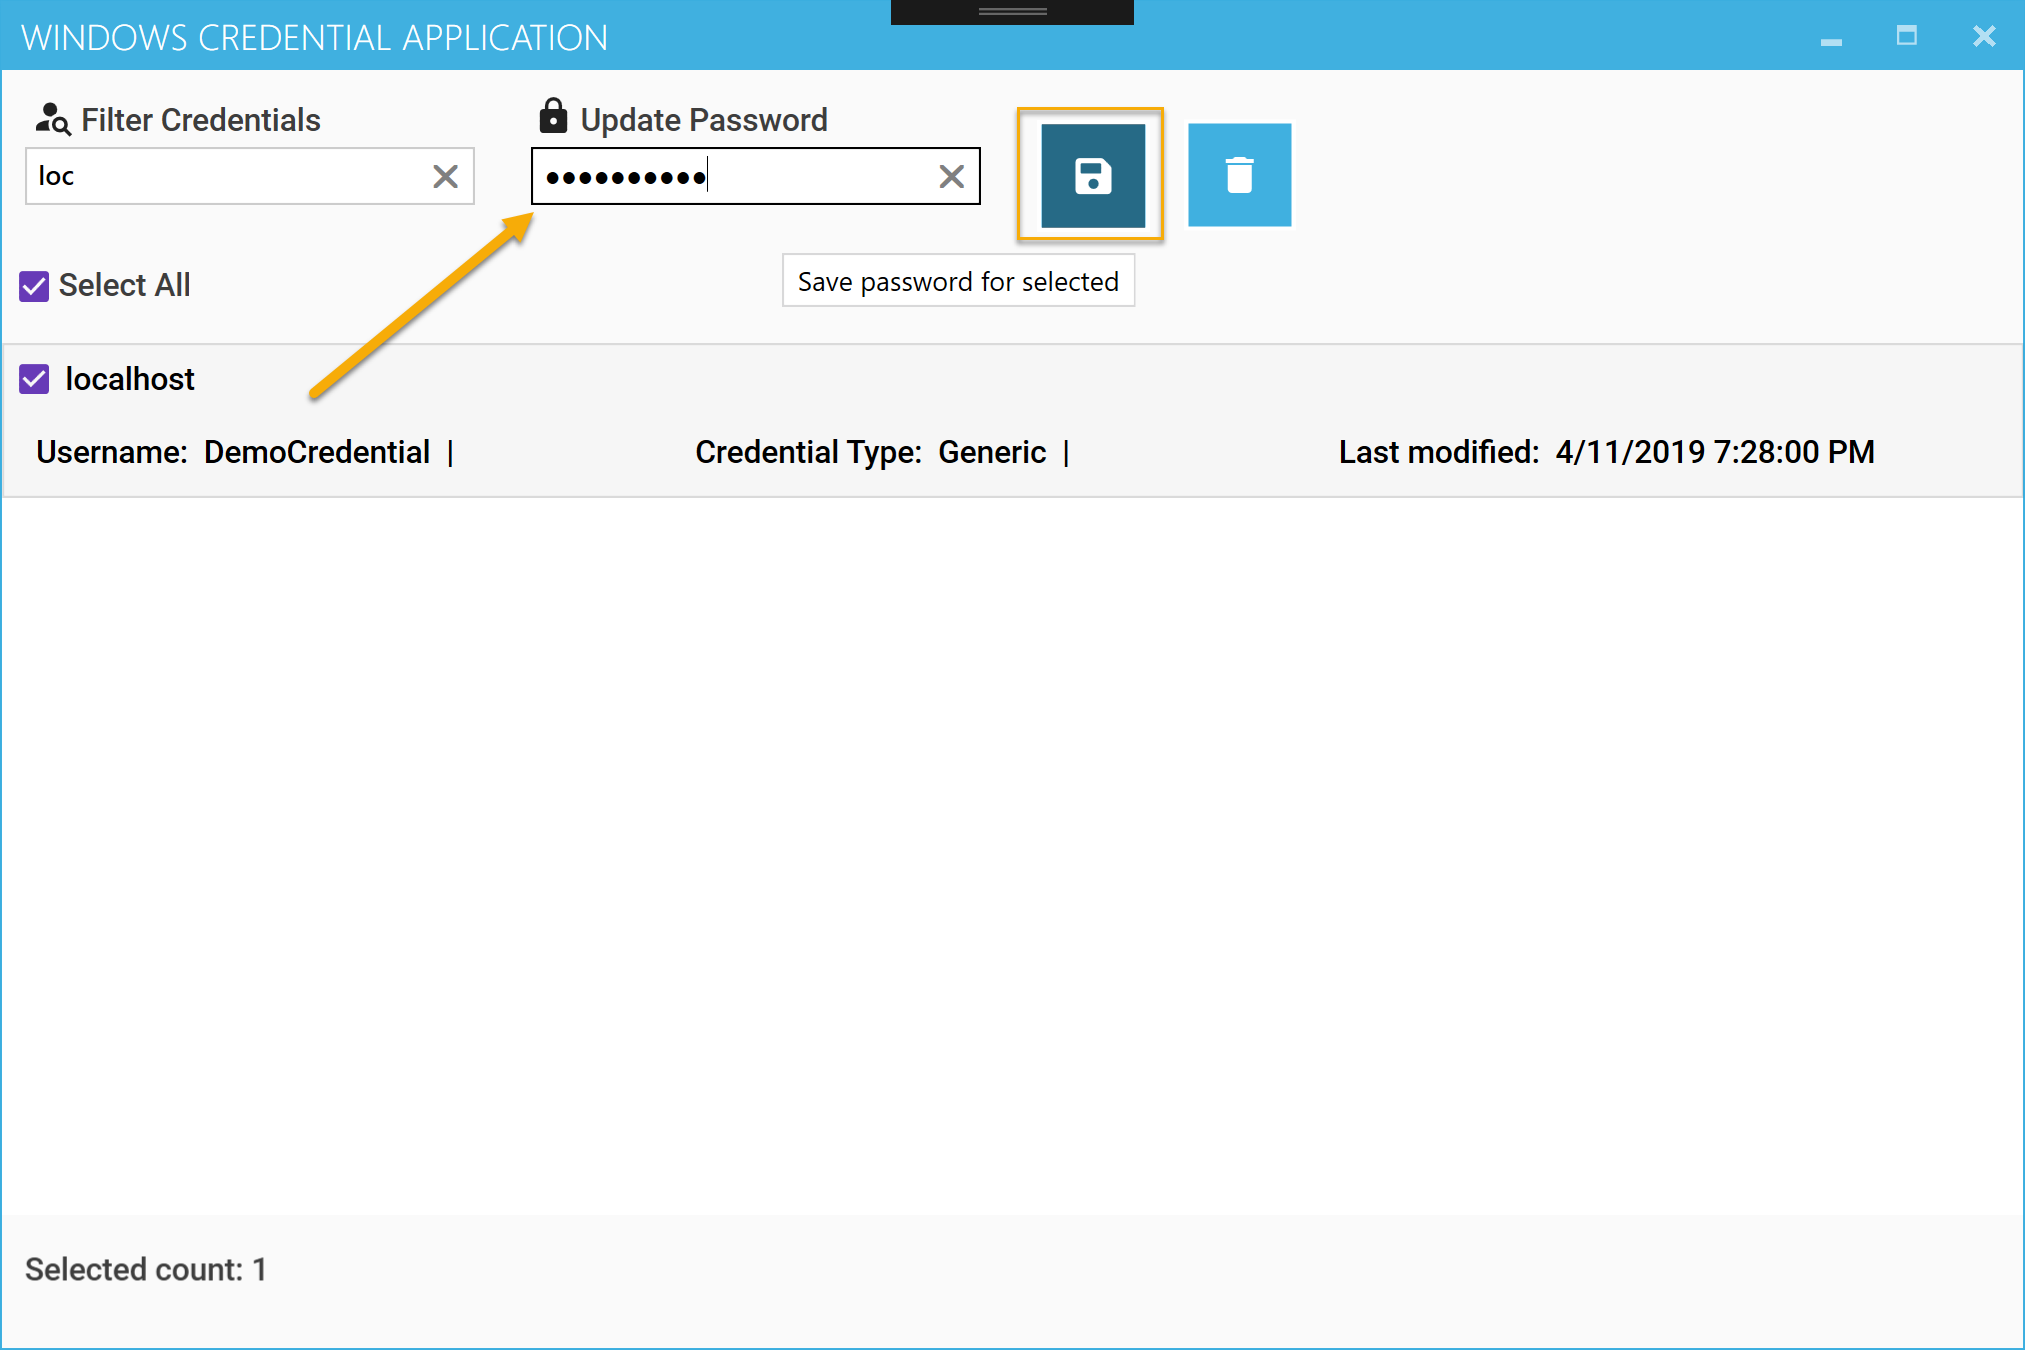 WINDOWS CREDENTIAL APPLICATION
Filter Credentials
Update Password
loc
●●●●●●●●●●
Save password for selected
Select All
localhost
Username: DemoCredential | Credential Type: Generic | Last modified: 4/11/2019 7:28:00 PM
Selected count: 1